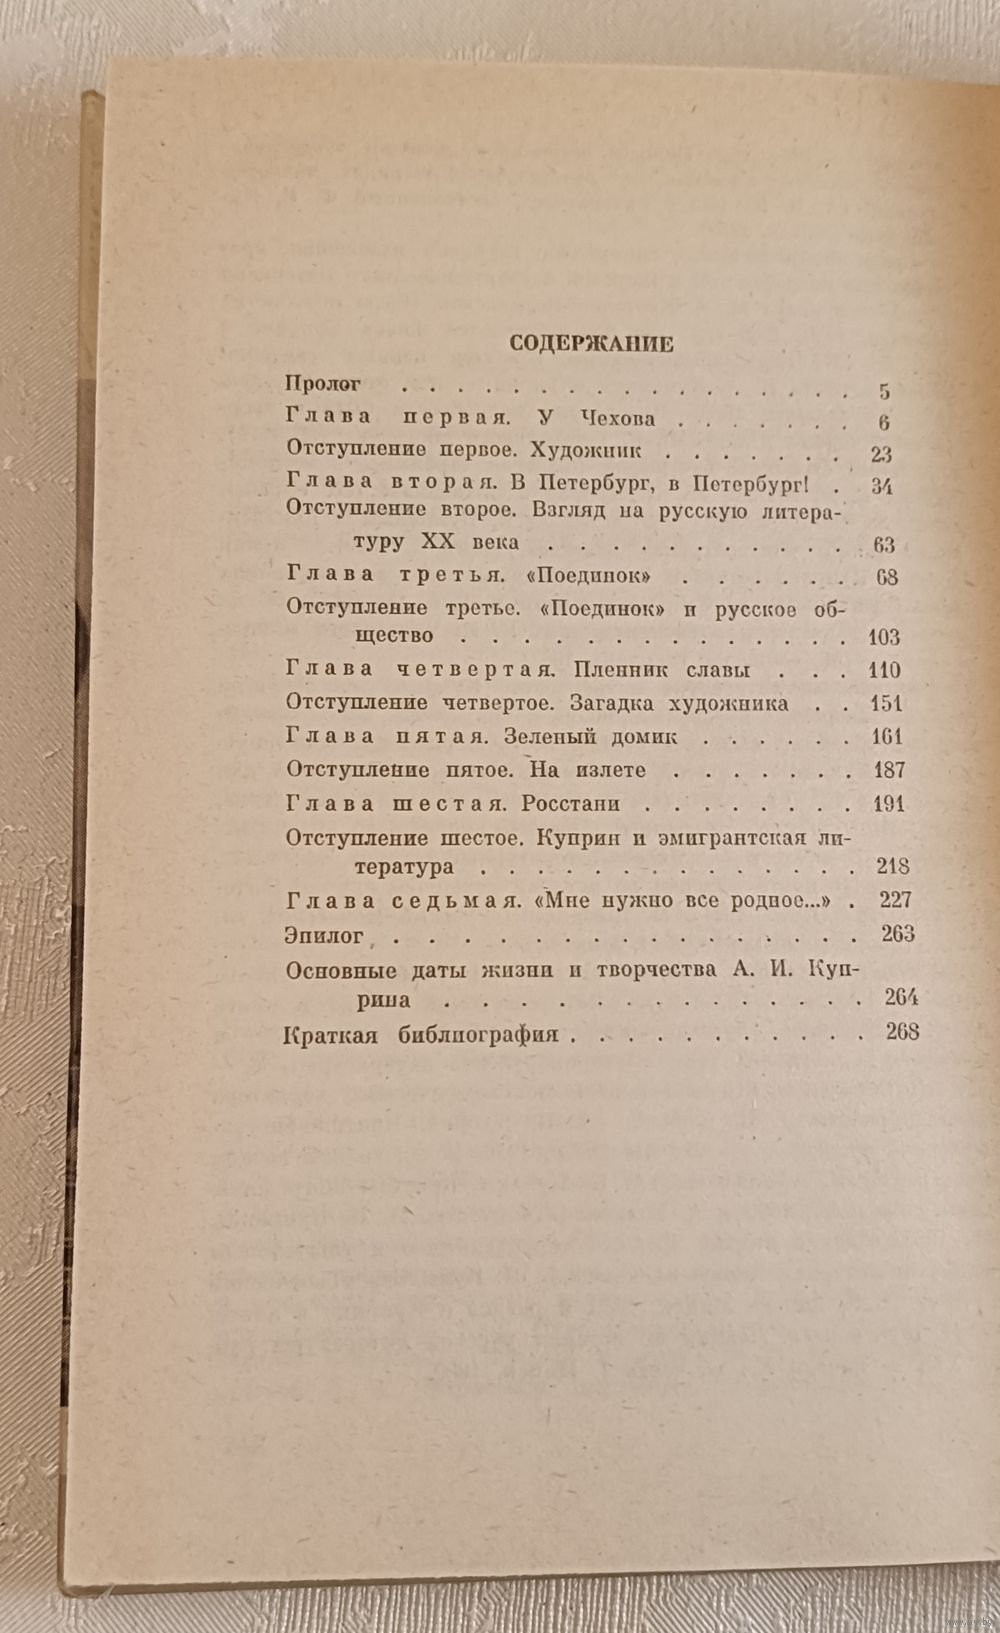 СОДЕРЖАНИЕ
Пролог . . . . . . . . . . . . . . . . . 5
Глава первая. У Чехова . . . . . . . 6
Отступление первое. Художник . . . . . . . 23
Глава вторая. В Петербург, в Петербург! . 34
Отступление второе. Взгляд на русскую литера-
туру XX века . . . . . . . . . . . 63
Глава третья. «Поединок» . . . . . . 68
Отступление третье. «Поединок» и русское об-
щество . . . . . . . . . . . . . 103
Глава четвертая. Пленник славы . . . 110
Отступление четвертое. Загадка художника . . 151
Глава пятая. Зеленый домик . . . . . . 161
Отступление пятое. На излете . . . . . . . 187
Глава шестая. Росстани . . . . . . . . 191
Отступление шестое. Куприн и эмигрантская ли-
тература . . . . . . . . . . . . . 218
Глава седьмая. «Мне нужно все родное...» . 227
Эпилог . . . . . . . . . . . . . . . 263
Основные даты жизни и творчества А. И. Куп-
рина . . . . . . . . . . . . . 264
Краткая библиография . . . . . . . . . . . 268